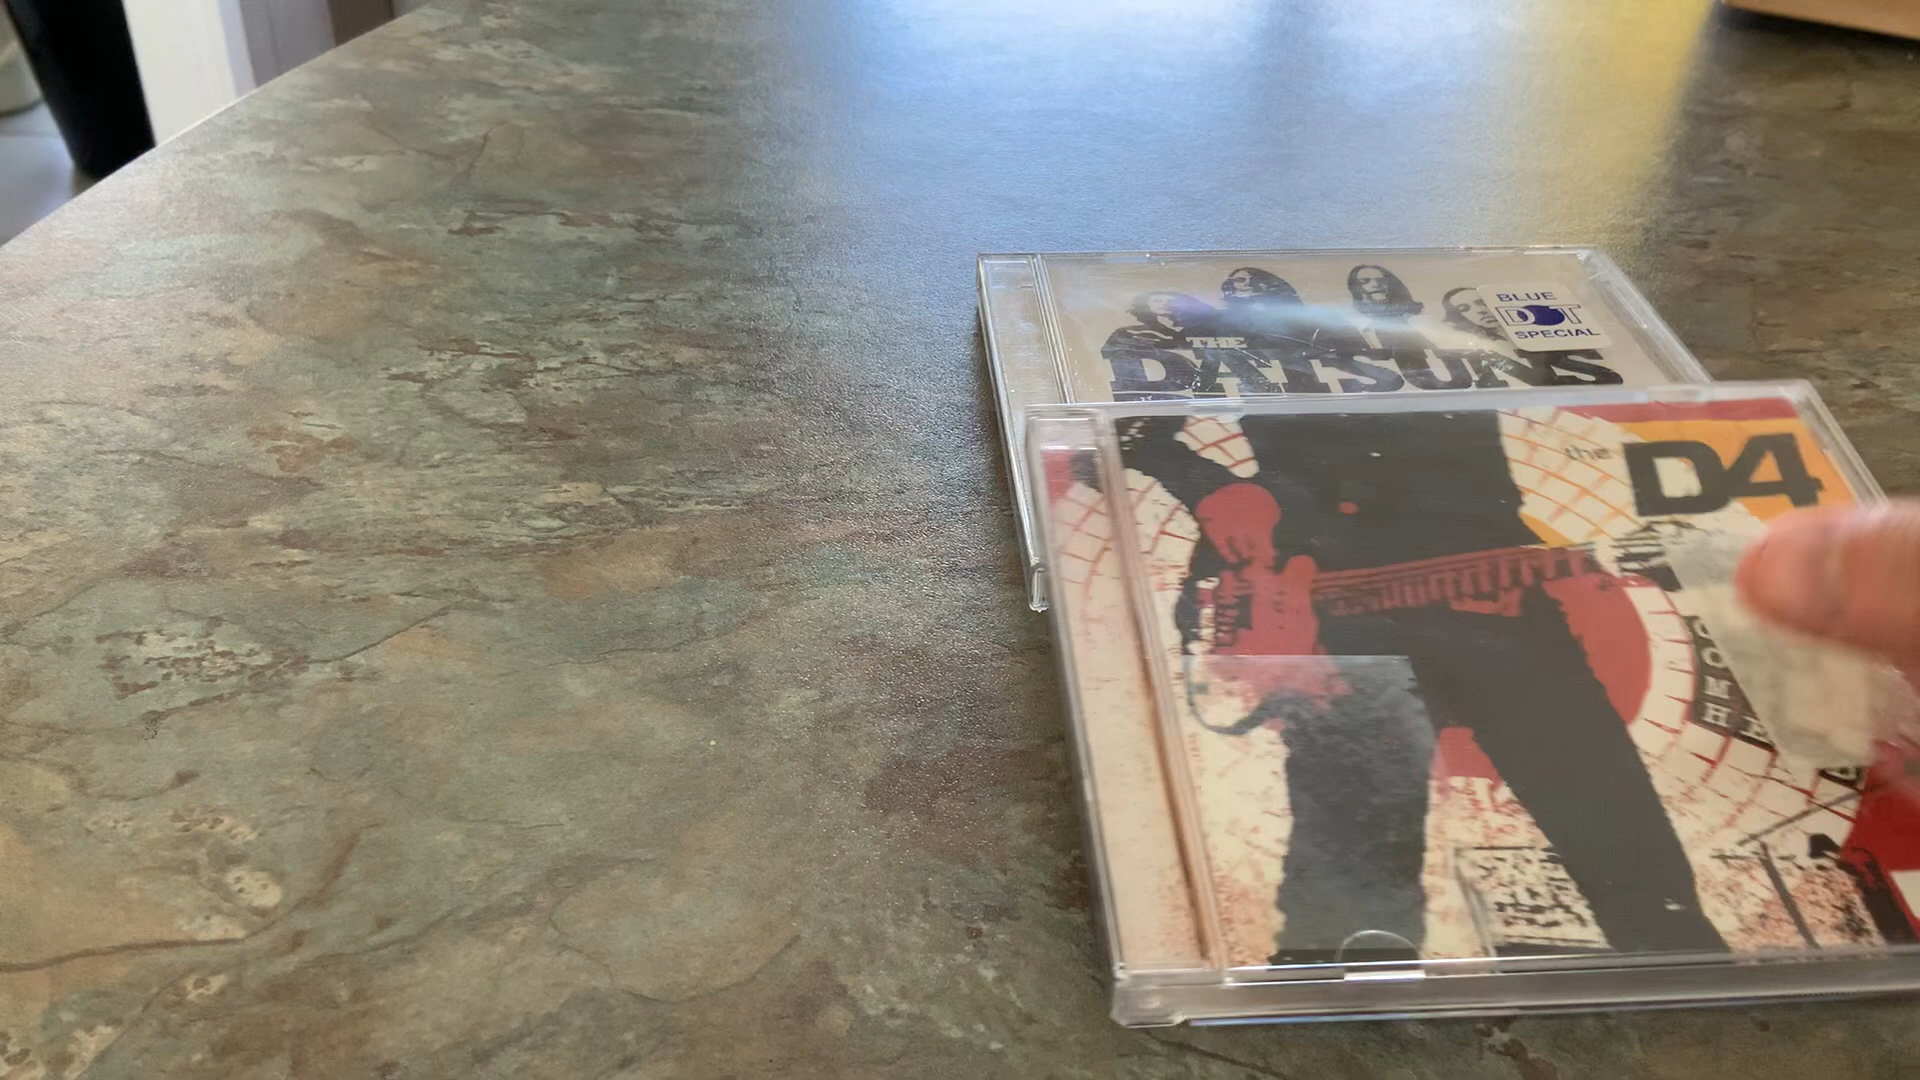 BLUE
DOT
SPECIAL
THE
DATSUNS
the D4